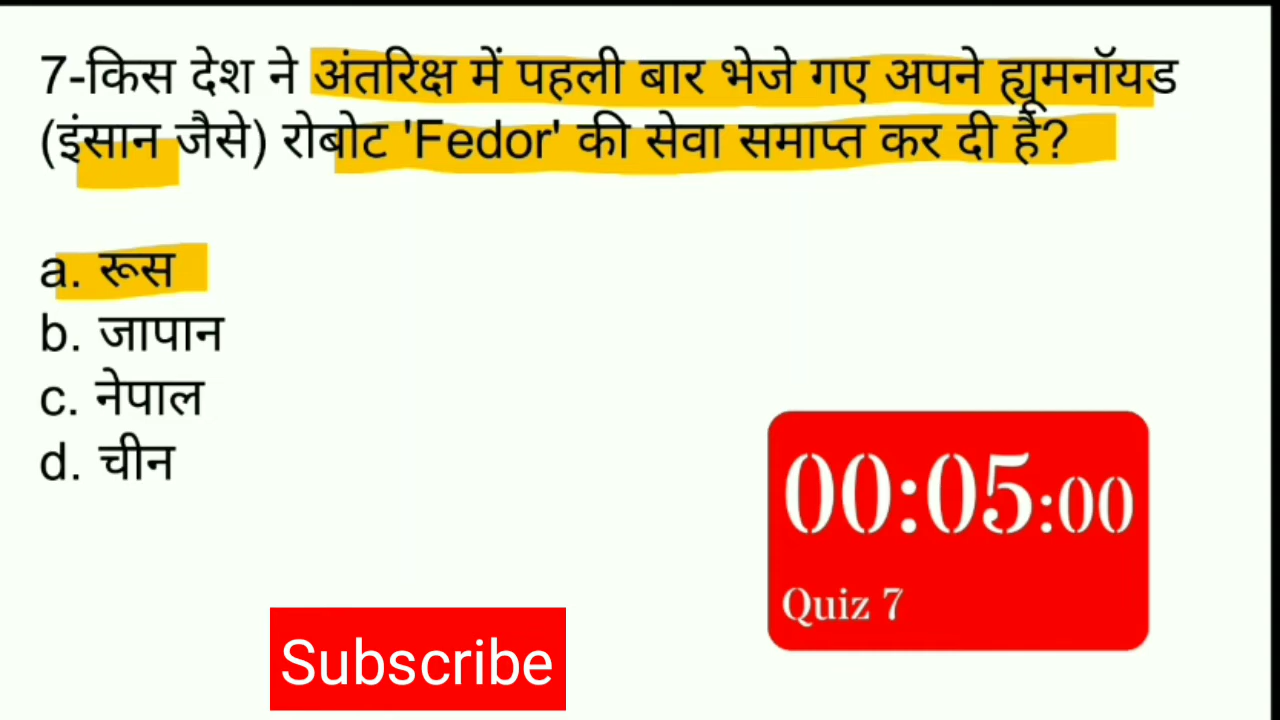 7-किस देश ने अंतरिक्ष में पहली बार भेजे गए अपने ह्यूमनॉयड
(इंसान जैसे) रोबोट 'Fedor' की सेवा समाप्त कर दी है?
a. रूस
b. जापान
c. नेपाल
d. चीन
00:05:00
Quiz 7
Subscribe